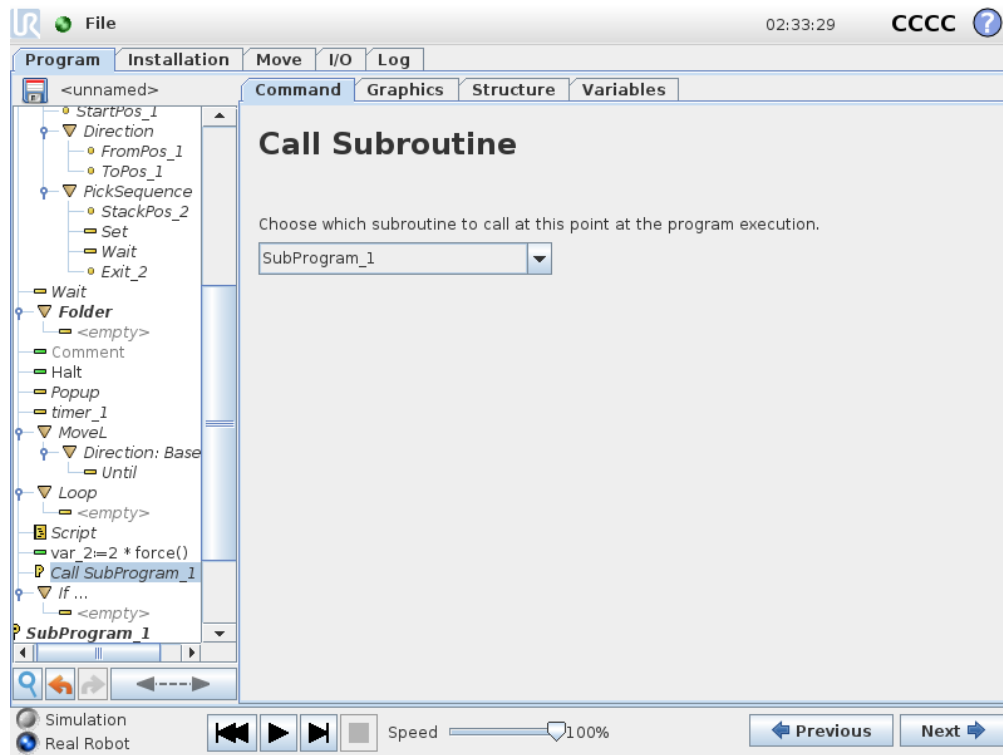 UR File 02:33:29 CCCC ?
Program Installation Move I/O Log
<unnamed> Command Graphics Structure Variables
StartPos_1
Direction
FromPos_1
ToPos_1
PickSequence
StackPos_2
Set
Wait
Exit_2
Wait
Folder
<empty>
Comment
Halt
Popup
timer_1
MoveL
Direction: Base
Until
Loop
<empty>
Script
var_2:=2 * force()
Call SubProgram_1
If ...
<empty>
SubProgram_1
Call Subroutine
Choose which subroutine to call at this point at the program execution.
SubProgram_1
Simulation
Real Robot
Speed 100%
Previous Next